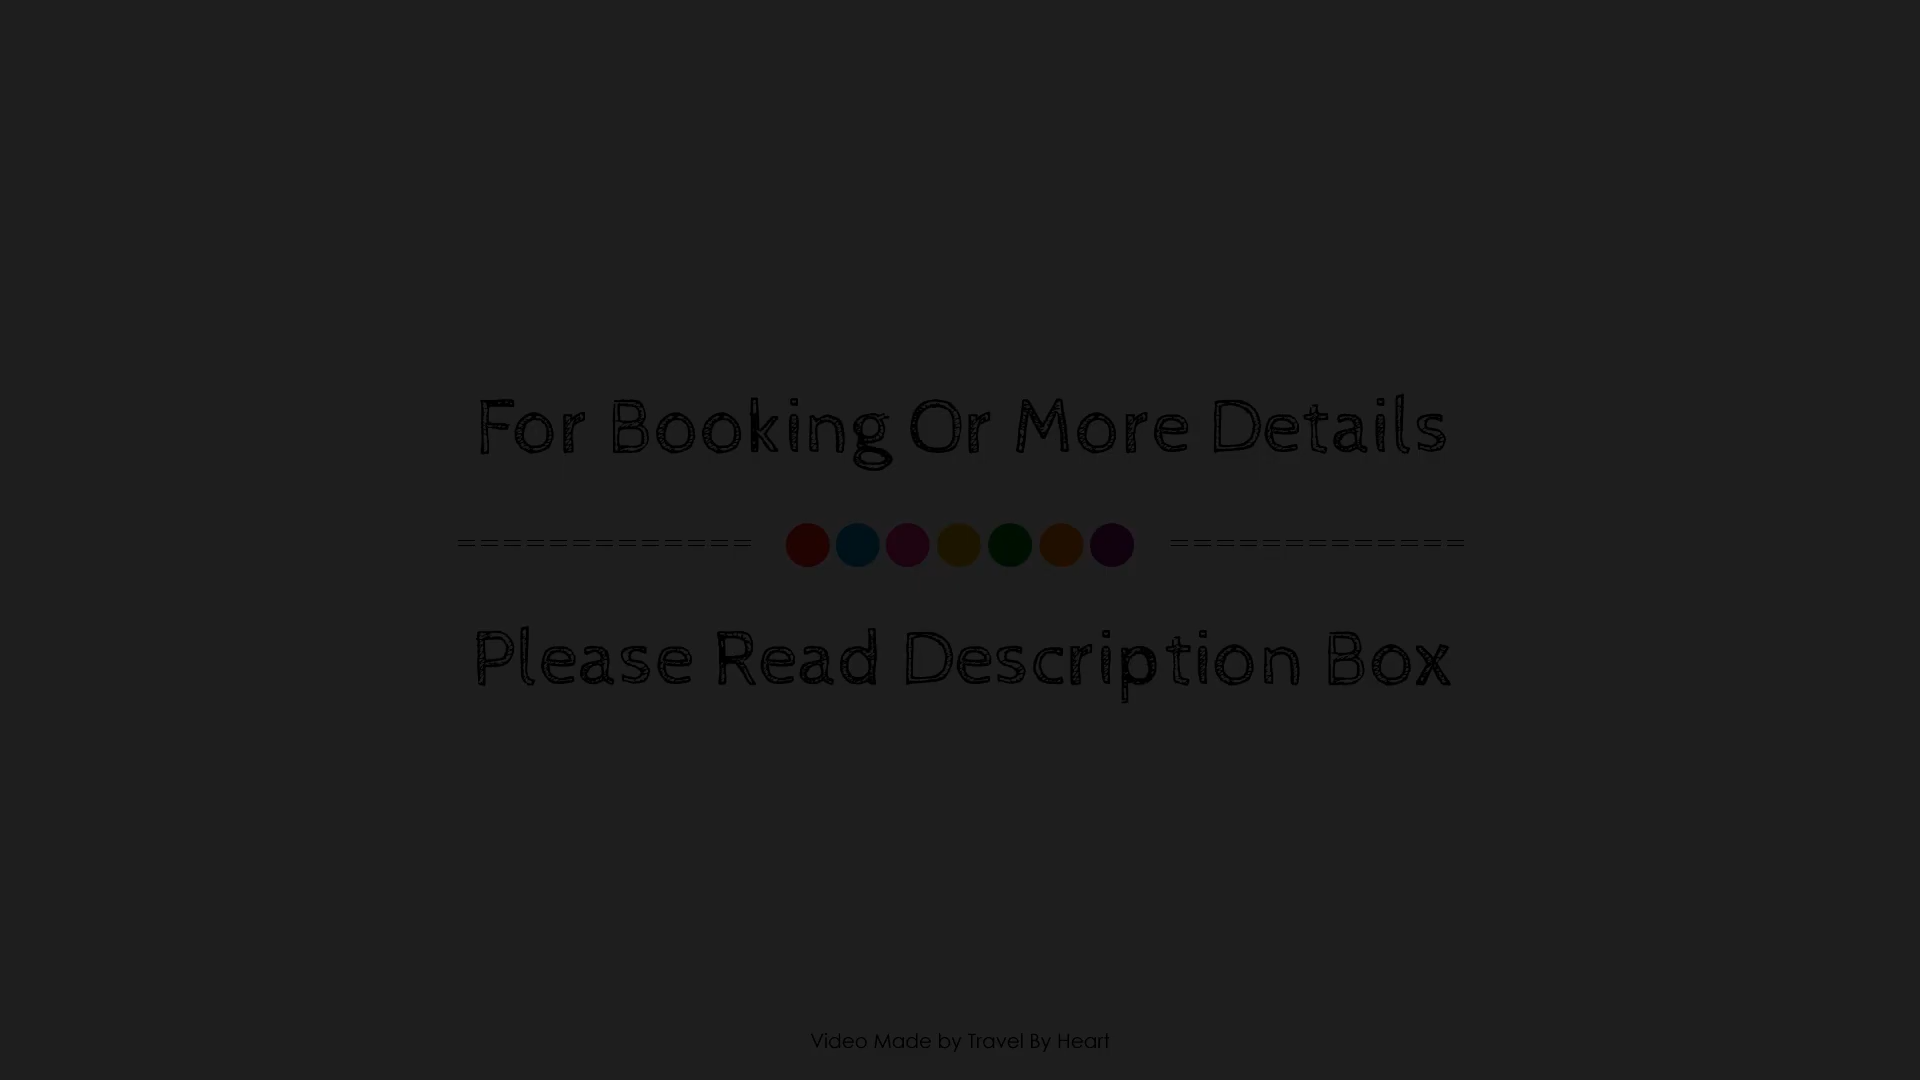 For Booking Or More Details
============= =============
Please Read Description Box
Video Made by Travel By Heart